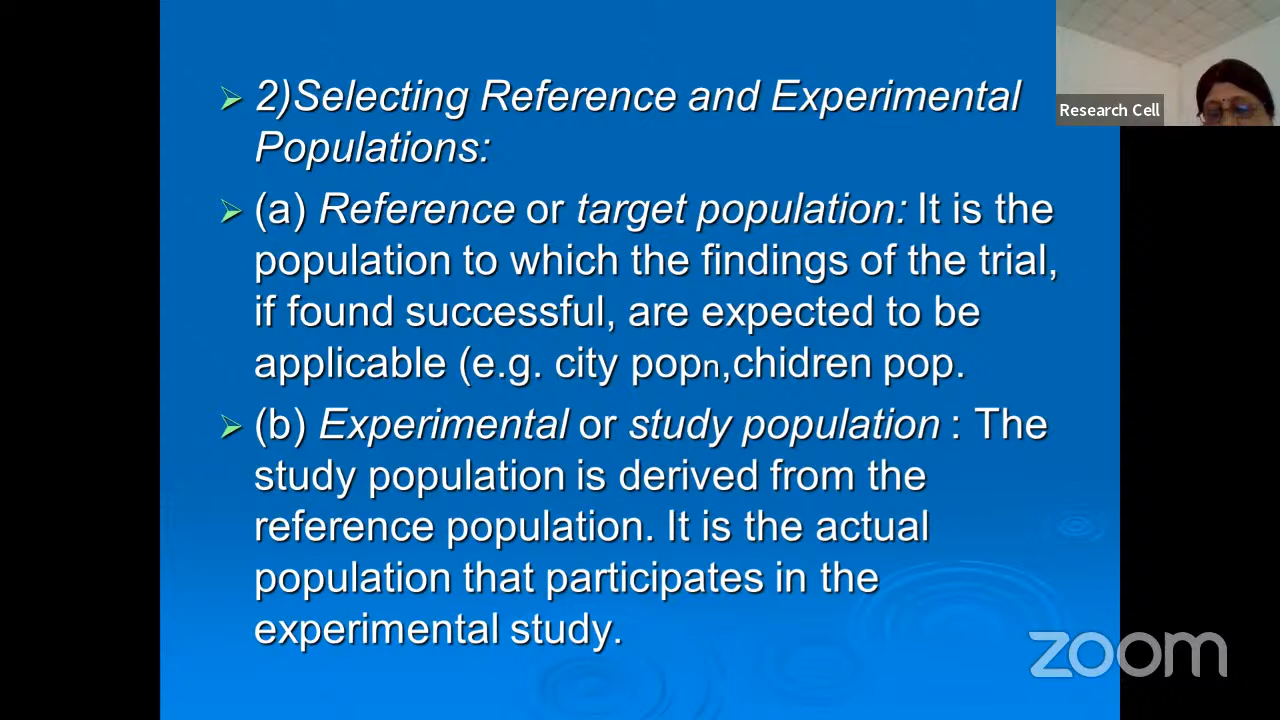 2)Selecting Reference and Experimental
Populations:
(a) Reference or target population: It is the
population to which the findings of the trial,
if found successful, are expected to be
applicable (e.g. city popn,chidren pop.
(b) Experimental or study population : The
study population is derived from the
reference population. It is the actual
population that participates in the
experimental study.
Research Cell
zoom